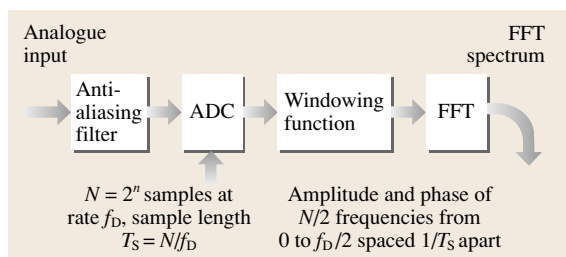 Analogue
input
FFT
spectrum
Anti-
aliasing
filter
ADC
Windowing
function
FFT
N = 2ⁿ samples at
rate f_D, sample length
T_S = N/f_D
Amplitude and phase of
N/2 frequencies from
0 to f_D/2 spaced 1/T_S apart